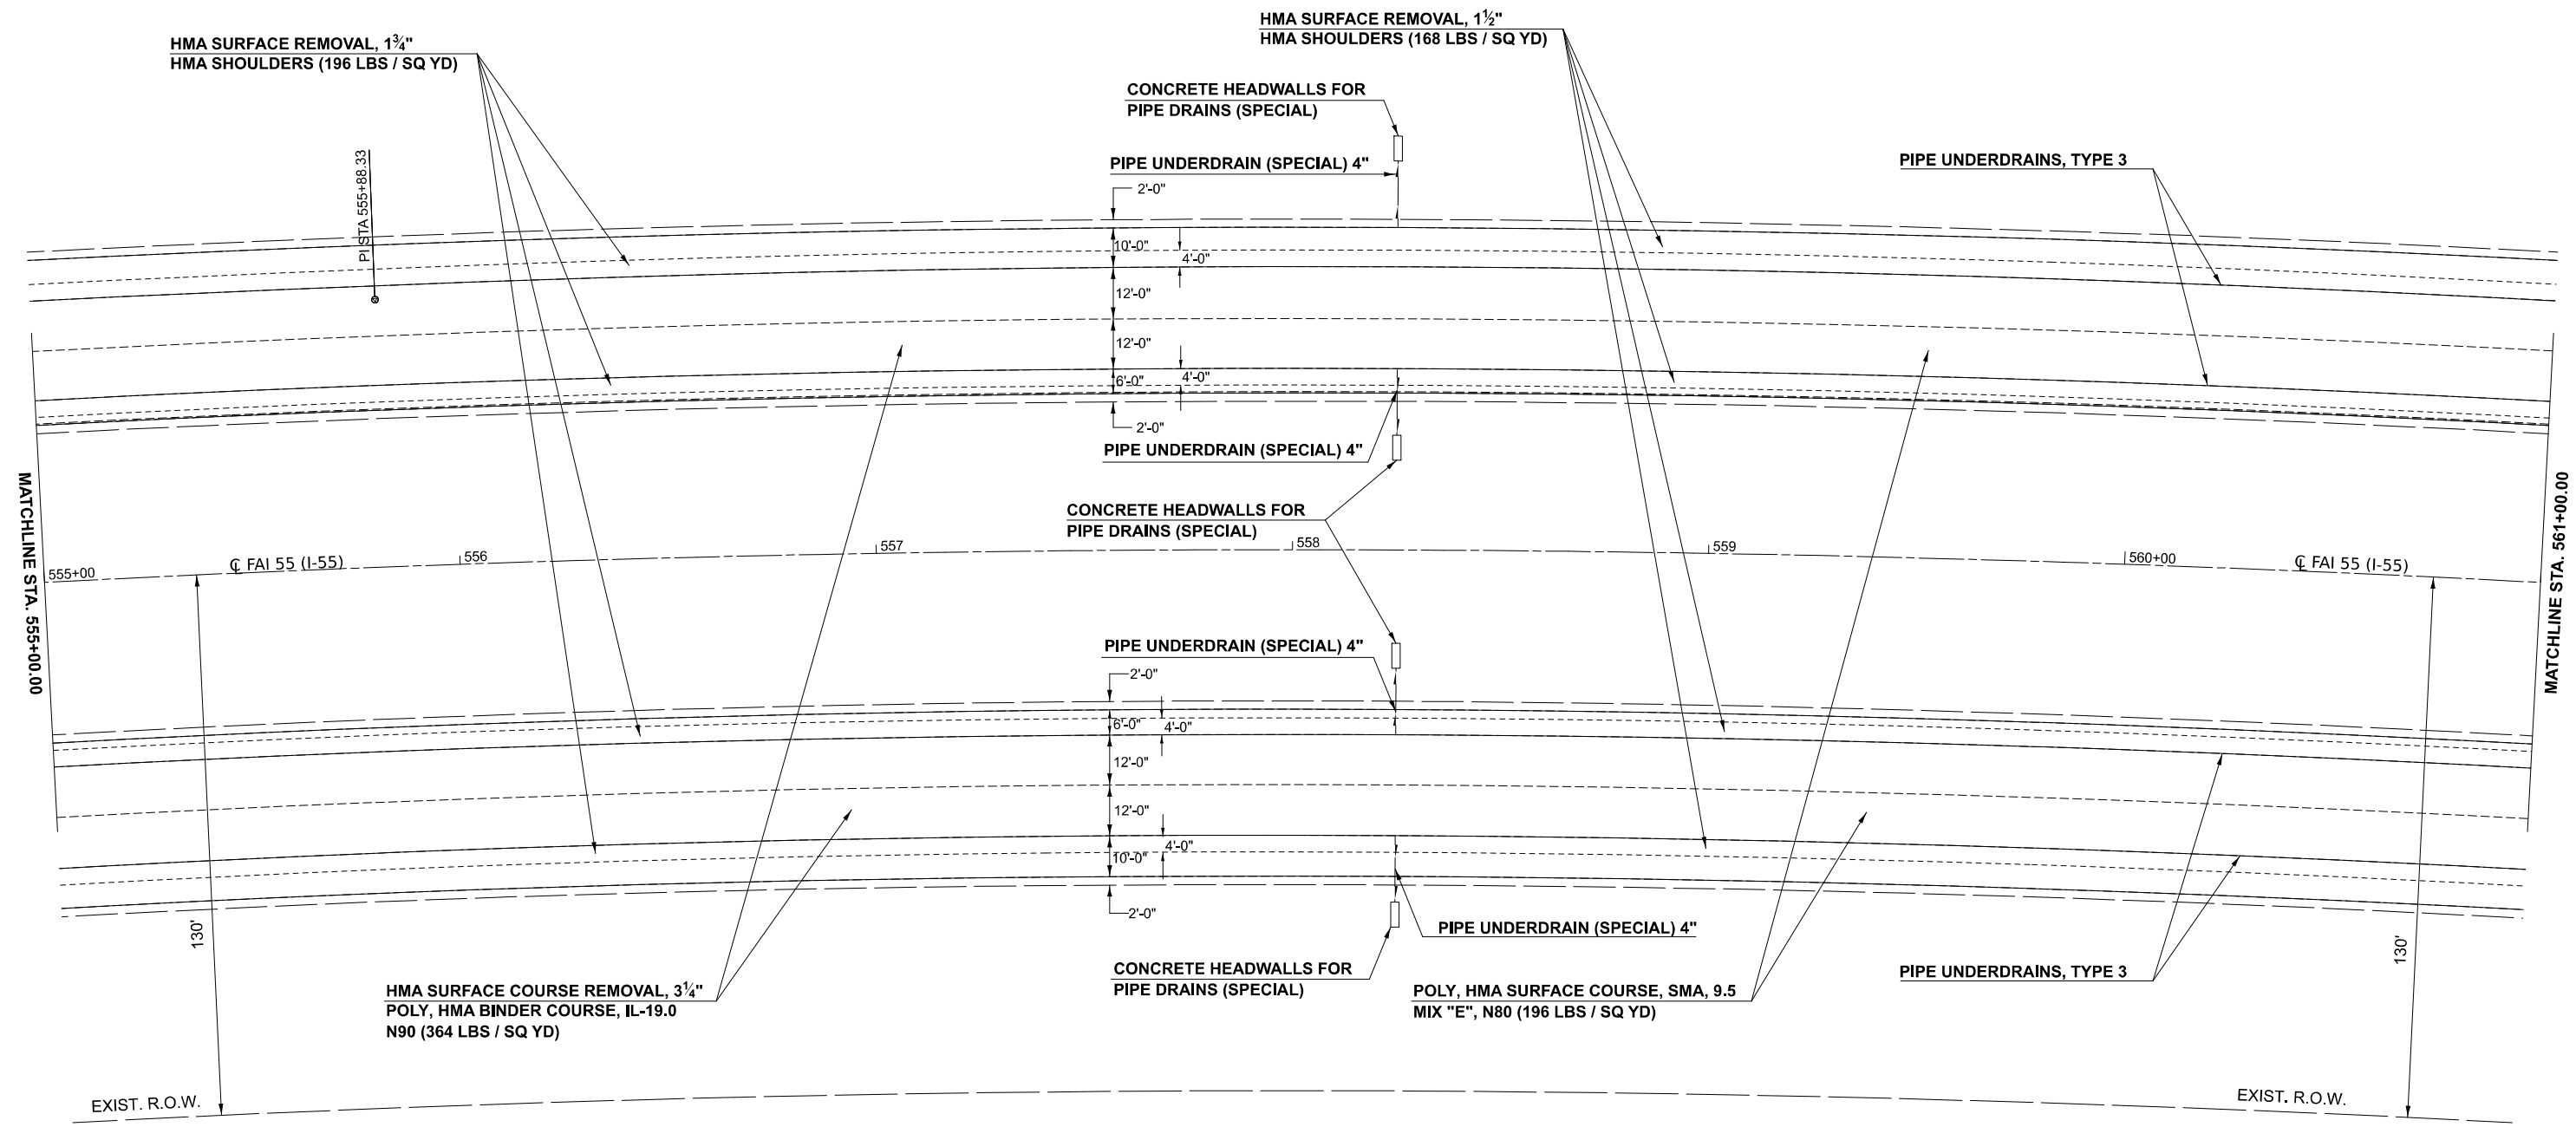 HMA SURFACE REMOVAL, 1¾"
HMA SHOULDERS (196 LBS / SQ YD)
HMA SURFACE REMOVAL, 1½"
HMA SHOULDERS (168 LBS / SQ YD)
CONCRETE HEADWALLS FOR
PIPE DRAINS (SPECIAL)
PIPE UNDERDRAIN (SPECIAL) 4"
PIPE UNDERDRAINS, TYPE 3
PI STA 555+88.33
2'-0"
10'-0"
4'-0"
12'-0"
12'-0"
6'-0"
4'-0"
2'-0"
PIPE UNDERDRAIN (SPECIAL) 4"
CONCRETE HEADWALLS FOR
PIPE DRAINS (SPECIAL)
MATCHLINE STA. 555+00.00
MATCHLINE STA. 561+00.00
555+00
℄ FAI 55 (I-55)
556
557
558
559
560+00
℄ FAI 55 (I-55)
PIPE UNDERDRAIN (SPECIAL) 4"
2'-0"
6'-0"
4'-0"
12'-0"
12'-0"
4'-0"
10'-0"
2'-0"
130'
130'
PIPE UNDERDRAIN (SPECIAL) 4"
CONCRETE HEADWALLS FOR
PIPE DRAINS (SPECIAL)
PIPE UNDERDRAINS, TYPE 3
HMA SURFACE COURSE REMOVAL, 3¼"
POLY, HMA BINDER COURSE, IL-19.0
N90 (364 LBS / SQ YD)
POLY, HMA SURFACE COURSE, SMA, 9.5
MIX "E", N80 (196 LBS / SQ YD)
EXIST. R.O.W.
EXIST. R.O.W.